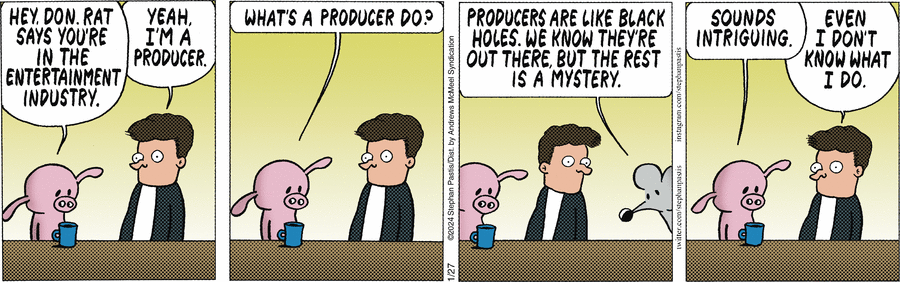 HEY, DON. RAT
SAYS YOU'RE
IN THE
ENTERTAINMENT
INDUSTRY.
YEAH,
I'M A
PRODUCER.
WHAT'S A PRODUCER DO?
©2024 Stephan Pastis/Dist. by Andrews McMeel Syndication
1/27
PRODUCERS ARE LIKE BLACK
HOLES. WE KNOW THEY'RE
OUT THERE, BUT THE REST
IS A MYSTERY.
twitter.com/stephanpastis instagram.com/stephanpastis
SOUNDS
INTRIGUING.
EVEN
I DON'T
KNOW WHAT
I DO.